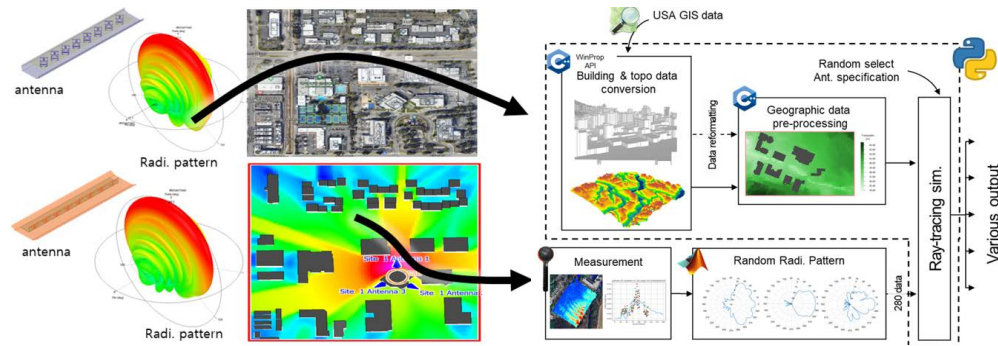 antenna
Radi. pattern
antenna
Radi. pattern
Site 1 Antenna 1
Site 1 Antenna 3
Site 1 Antenna
USA GIS data
WinProp
API
Building & topo data
conversion
Data reformatting
Geographic data
pre-processing
Random select
Ant. specification
Ray-tracing sim.
Various output
Measurement
Random Radi. Pattern
280 data